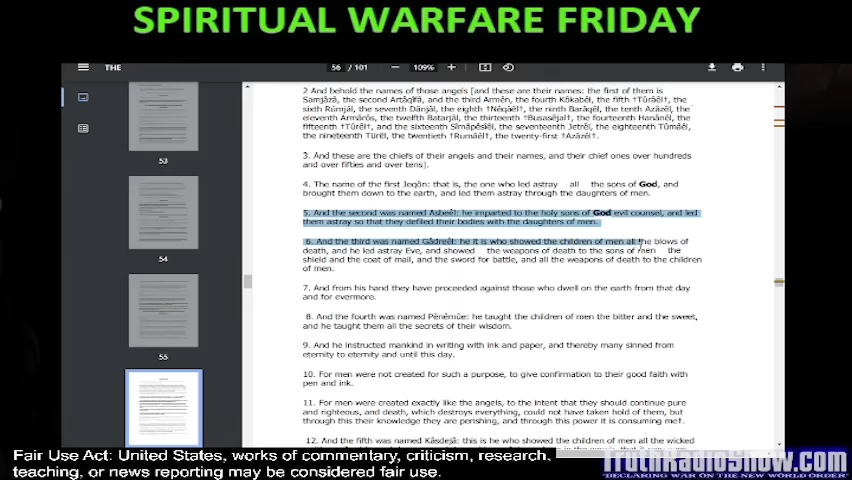 SPIRITUAL WARFARE FRIDAY
THE
56 / 101
109%
53
54
55
2 And behold the names of those angels [and these are their names: the first of them is
Samjâzâ, the second Artâqîfâ, and the third Armên, the fourth Kôkabêl, the fifth †Tûrâêl†, the
sixth Rûmjâl, the seventh Dânjâl, the eighth †Nêqâêl†, the ninth Barâqêl, the tenth Azâzêl, the
eleventh Armârôs, the twelfth Batarjâl, the thirteenth †Busasêjal†, the fourteenth Hanânêl, the
fifteenth †Tûrêl†, and the sixteenth Sîmâpêsîêl, the seventeenth Jetrêl, the eighteenth Tûmâêl,
the nineteenth Tûrêl, the twentieth †Rumâêl†, the twenty-first †Azâzêl†.
3. And these are the chiefs of their angels and their names, and their chief ones over hundreds
and over fifties and over tens].
4. The name of the first Jeqôn: that is, the one who led astray all the sons of God, and
brought them down to the earth, and led them astray through the daughters of men.
5. And the second was named Asbeêl: he imparted to the holy sons of God evil counsel, and led
them astray so that they defiled their bodies with the daughters of men.
6. And the third was named Gâdreêl: he it is who showed the children of men all the blows of
death, and he led astray Eve, and showed the weapons of death to the sons of men the
shield and the coat of mail, and the sword for battle, and all the weapons of death to the children
of men.
7. And from his hand they have proceeded against those who dwell on the earth from that day
and for evermore.
8. And the fourth was named Pênêmûe: he taught the children of men the bitter and the sweet,
and he taught them all the secrets of their wisdom.
9. And he instructed mankind in writing with ink and paper, and thereby many sinned from
eternity to eternity and until this day.
10. For men were not created for such a purpose, to give confirmation to their good faith with
pen and ink.
11. For men were created exactly like the angels, to the intent that they should continue pure
and righteous, and death, which destroys everything, could not have taken hold of them, but
through this their knowledge they are perishing, and through this power it is consuming me†.
12. And the fifth was named Kâsdejâ: this is he who showed the children of men all the wicked
Fair Use Act: United States, works of commentary, criticism, research,
teaching, or news reporting may be considered fair use.
TruthRadioShow.com
DECLARING WAR ON THE NEW WORLD ORDER